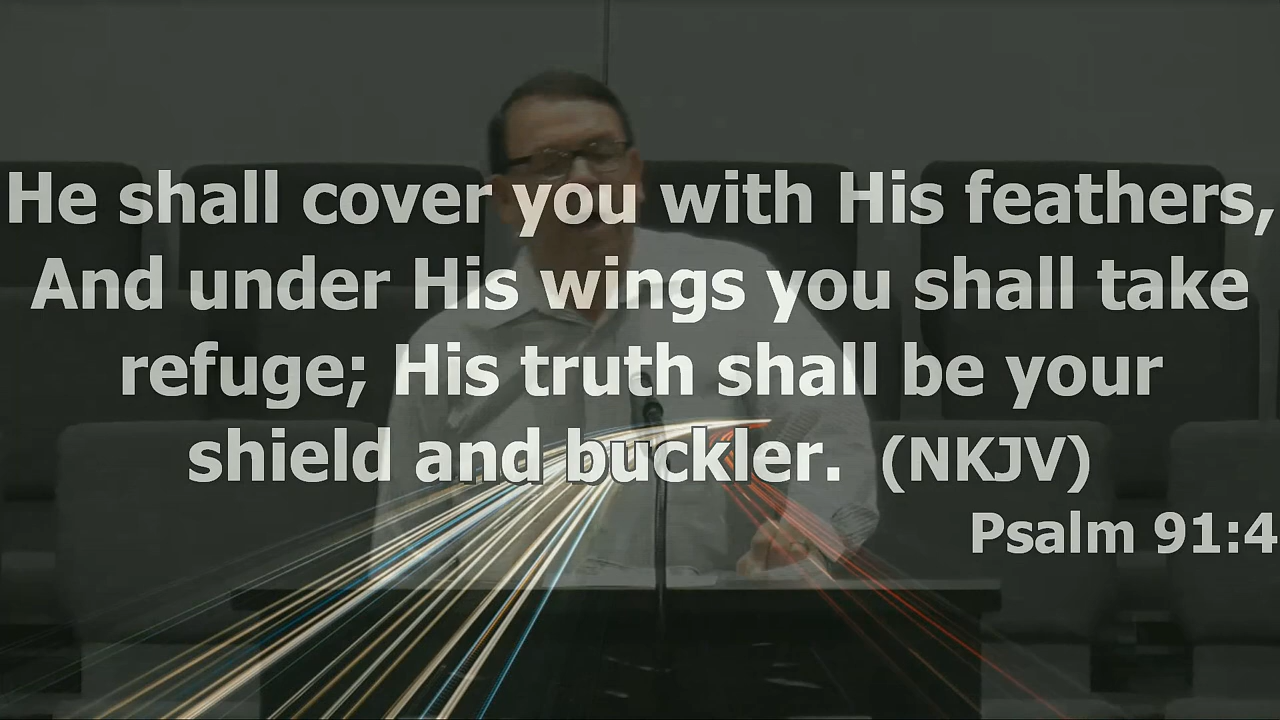 He shall cover you with His feathers,
And under His wings you shall take
refuge; His truth shall be your
shield and buckler. (NKJV)
Psalm 91:4